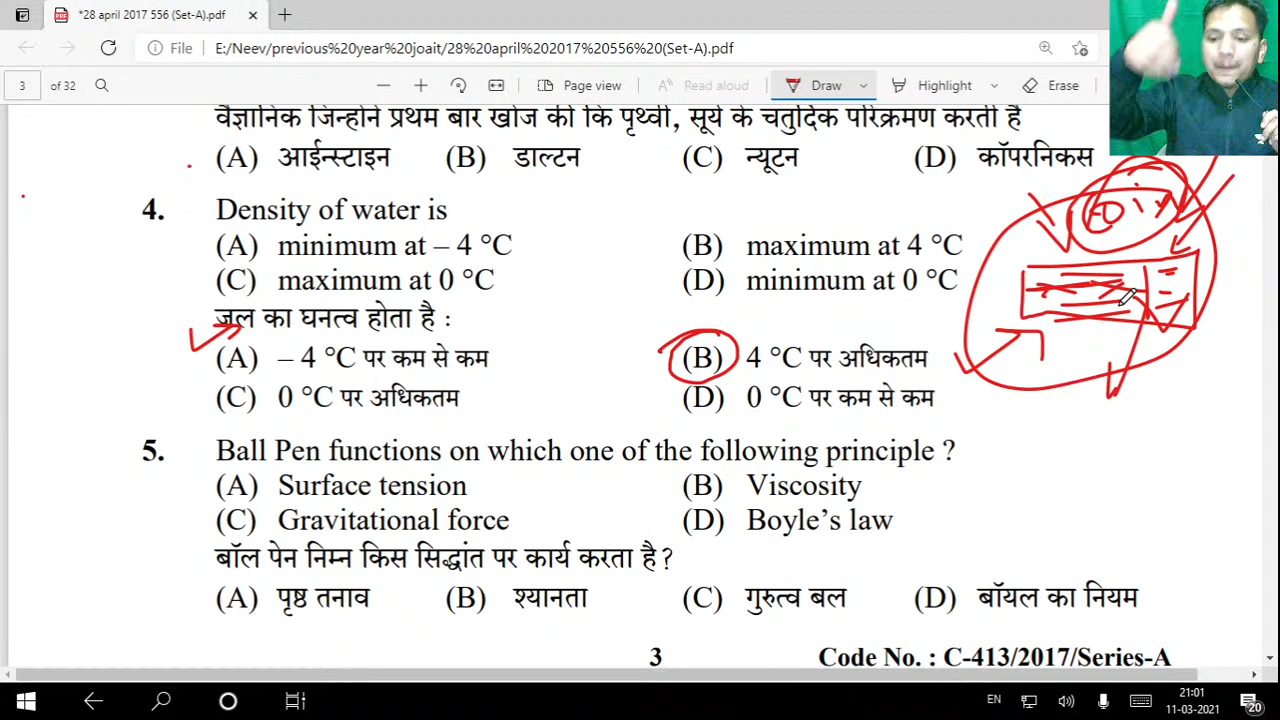 *28 april 2017 556 (Set-A).pdf
File E:/Neev/previous%20year%20joait/28%20april%202017%20556%20(Set-A).pdf
3 of 32 Page view Read aloud Draw Highlight Erase
वैज्ञानिक जिन्होंने प्रथम बार खोज की कि पृथ्वी, सूर्य के चतुर्दिक परिक्रमण करती है
(A) आईन्स्टाइन (B) डाल्टन (C) न्यूटन (D) कॉपरनिकस
4. Density of water is
(A) minimum at – 4 °C (B) maximum at 4 °C
(C) maximum at 0 °C (D) minimum at 0 °C
जल का घनत्व होता है :
(A) – 4 °C पर कम से कम (B) 4 °C पर अधिकतम
(C) 0 °C पर अधिकतम (D) 0 °C पर कम से कम
5. Ball Pen functions on which one of the following principle ?
(A) Surface tension (B) Viscosity
(C) Gravitational force (D) Boyle’s law
बॉल पेन निम्न किस सिद्धांत पर कार्य करता है?
(A) पृष्ठ तनाव (B) श्यानता (C) गुरुत्व बल (D) बॉयल का नियम
3 Code No. : C-413/2017/Series-A
EN 21:01
11-03-2021 20